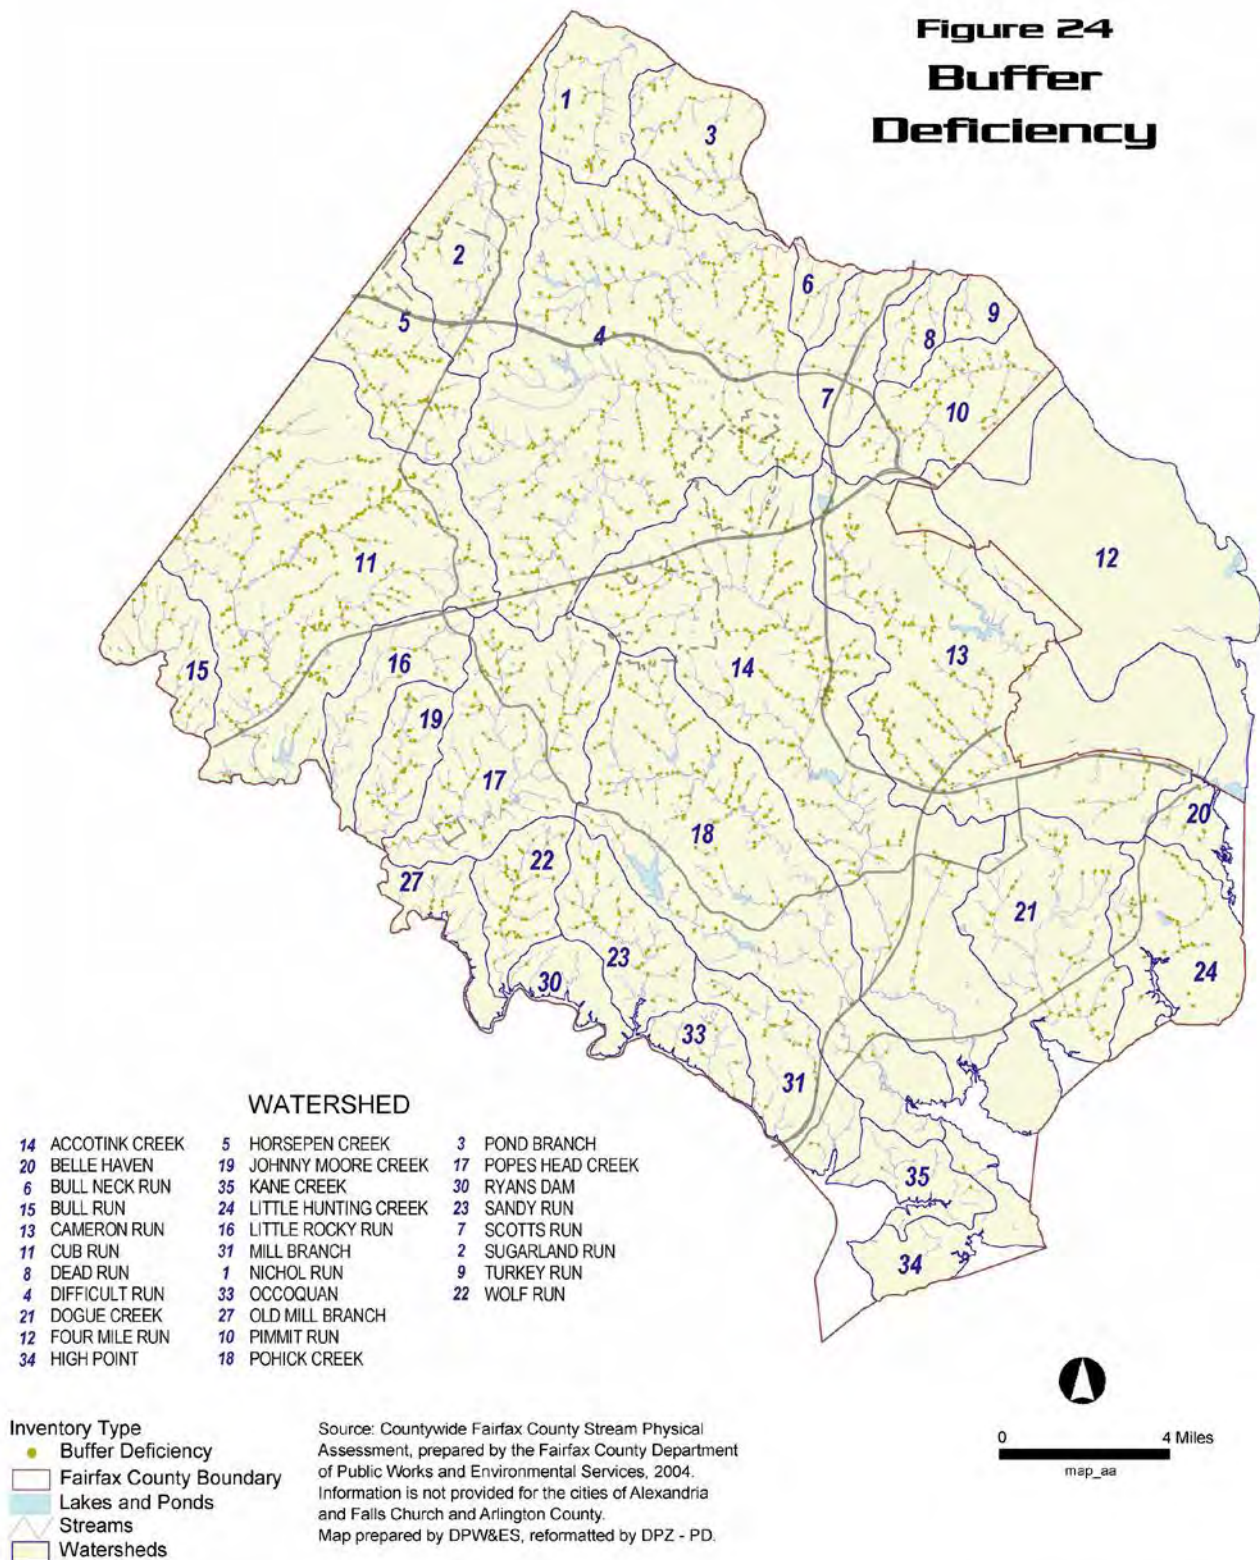 Figure 24
Buffer
Deficiency
1
3
2
6
9
5
4
8
7
10
12
11
13
15
16
14
19
17
20
18
22
27
21
23
24
30
33
31
35
34
WATERSHED
14 ACCOTINK CREEK
20 BELLE HAVEN
6 BULL NECK RUN
15 BULL RUN
13 CAMERON RUN
11 CUB RUN
8 DEAD RUN
4 DIFFICULT RUN
21 DOGUE CREEK
12 FOUR MILE RUN
34 HIGH POINT
5 HORSEPEN CREEK
19 JOHNNY MOORE CREEK
35 KANE CREEK
24 LITTLE HUNTING CREEK
16 LITTLE ROCKY RUN
31 MILL BRANCH
1 NICHOL RUN
33 OCCOQUAN
27 OLD MILL BRANCH
10 PIMMIT RUN
18 POHICK CREEK
3 POND BRANCH
17 POPES HEAD CREEK
30 RYANS DAM
23 SANDY RUN
7 SCOTTS RUN
2 SUGARLAND RUN
9 TURKEY RUN
22 WOLF RUN
Inventory Type
Buffer Deficiency
Fairfax County Boundary
Lakes and Ponds
Streams
Watersheds
Source: Countywide Fairfax County Stream Physical
Assessment, prepared by the Fairfax County Department
of Public Works and Environmental Services, 2004.
Information is not provided for the cities of Alexandria
and Falls Church and Arlington County.
Map prepared by DPW&ES, reformatted by DPZ - PD.
0 4 Miles
map_aa